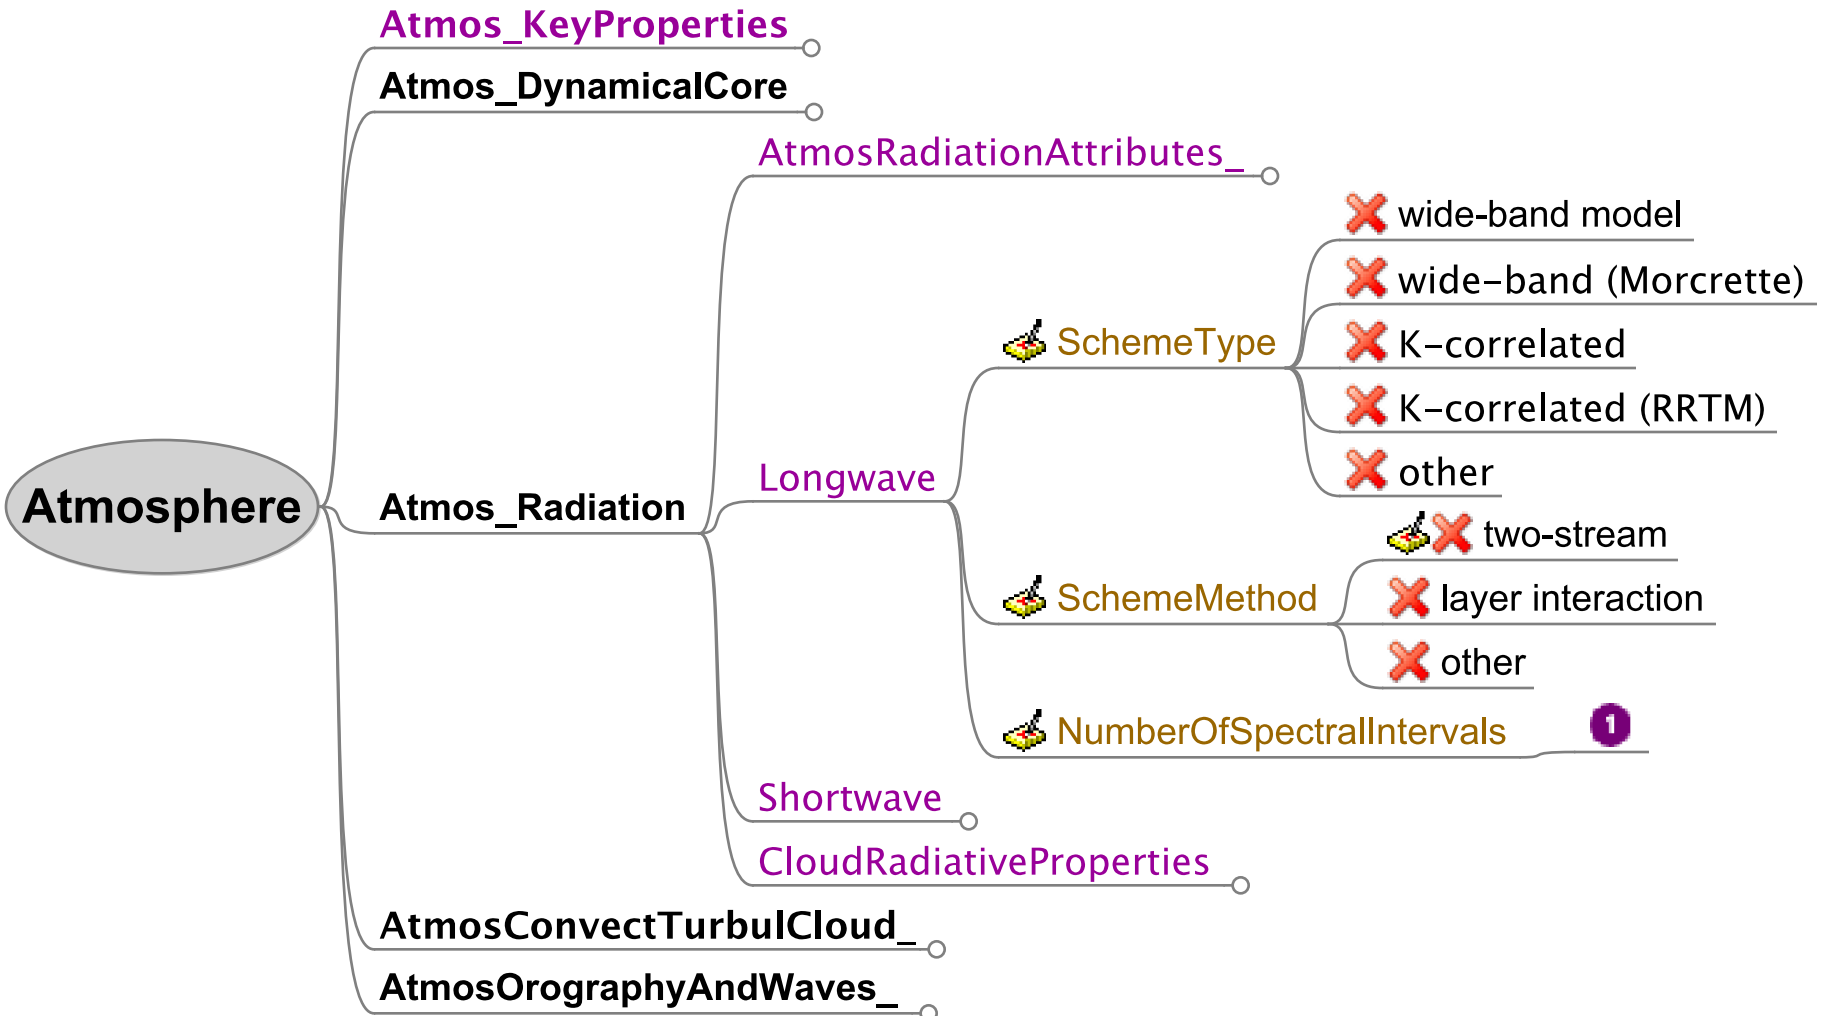 Atmos_KeyProperties
Atmos_DynamicalCore
AtmosRadiationAttributes_
wide-band model
wide-band (Morcrette)
SchemeType
K-correlated
K-correlated (RRTM)
other
Longwave
Atmosphere
Atmos_Radiation
two-stream
SchemeMethod
layer interaction
other
NumberOfSpectralIntervals
1
Shortwave
CloudRadiativeProperties
AtmosConvectTurbulCloud_
AtmosOrographyAndWaves_